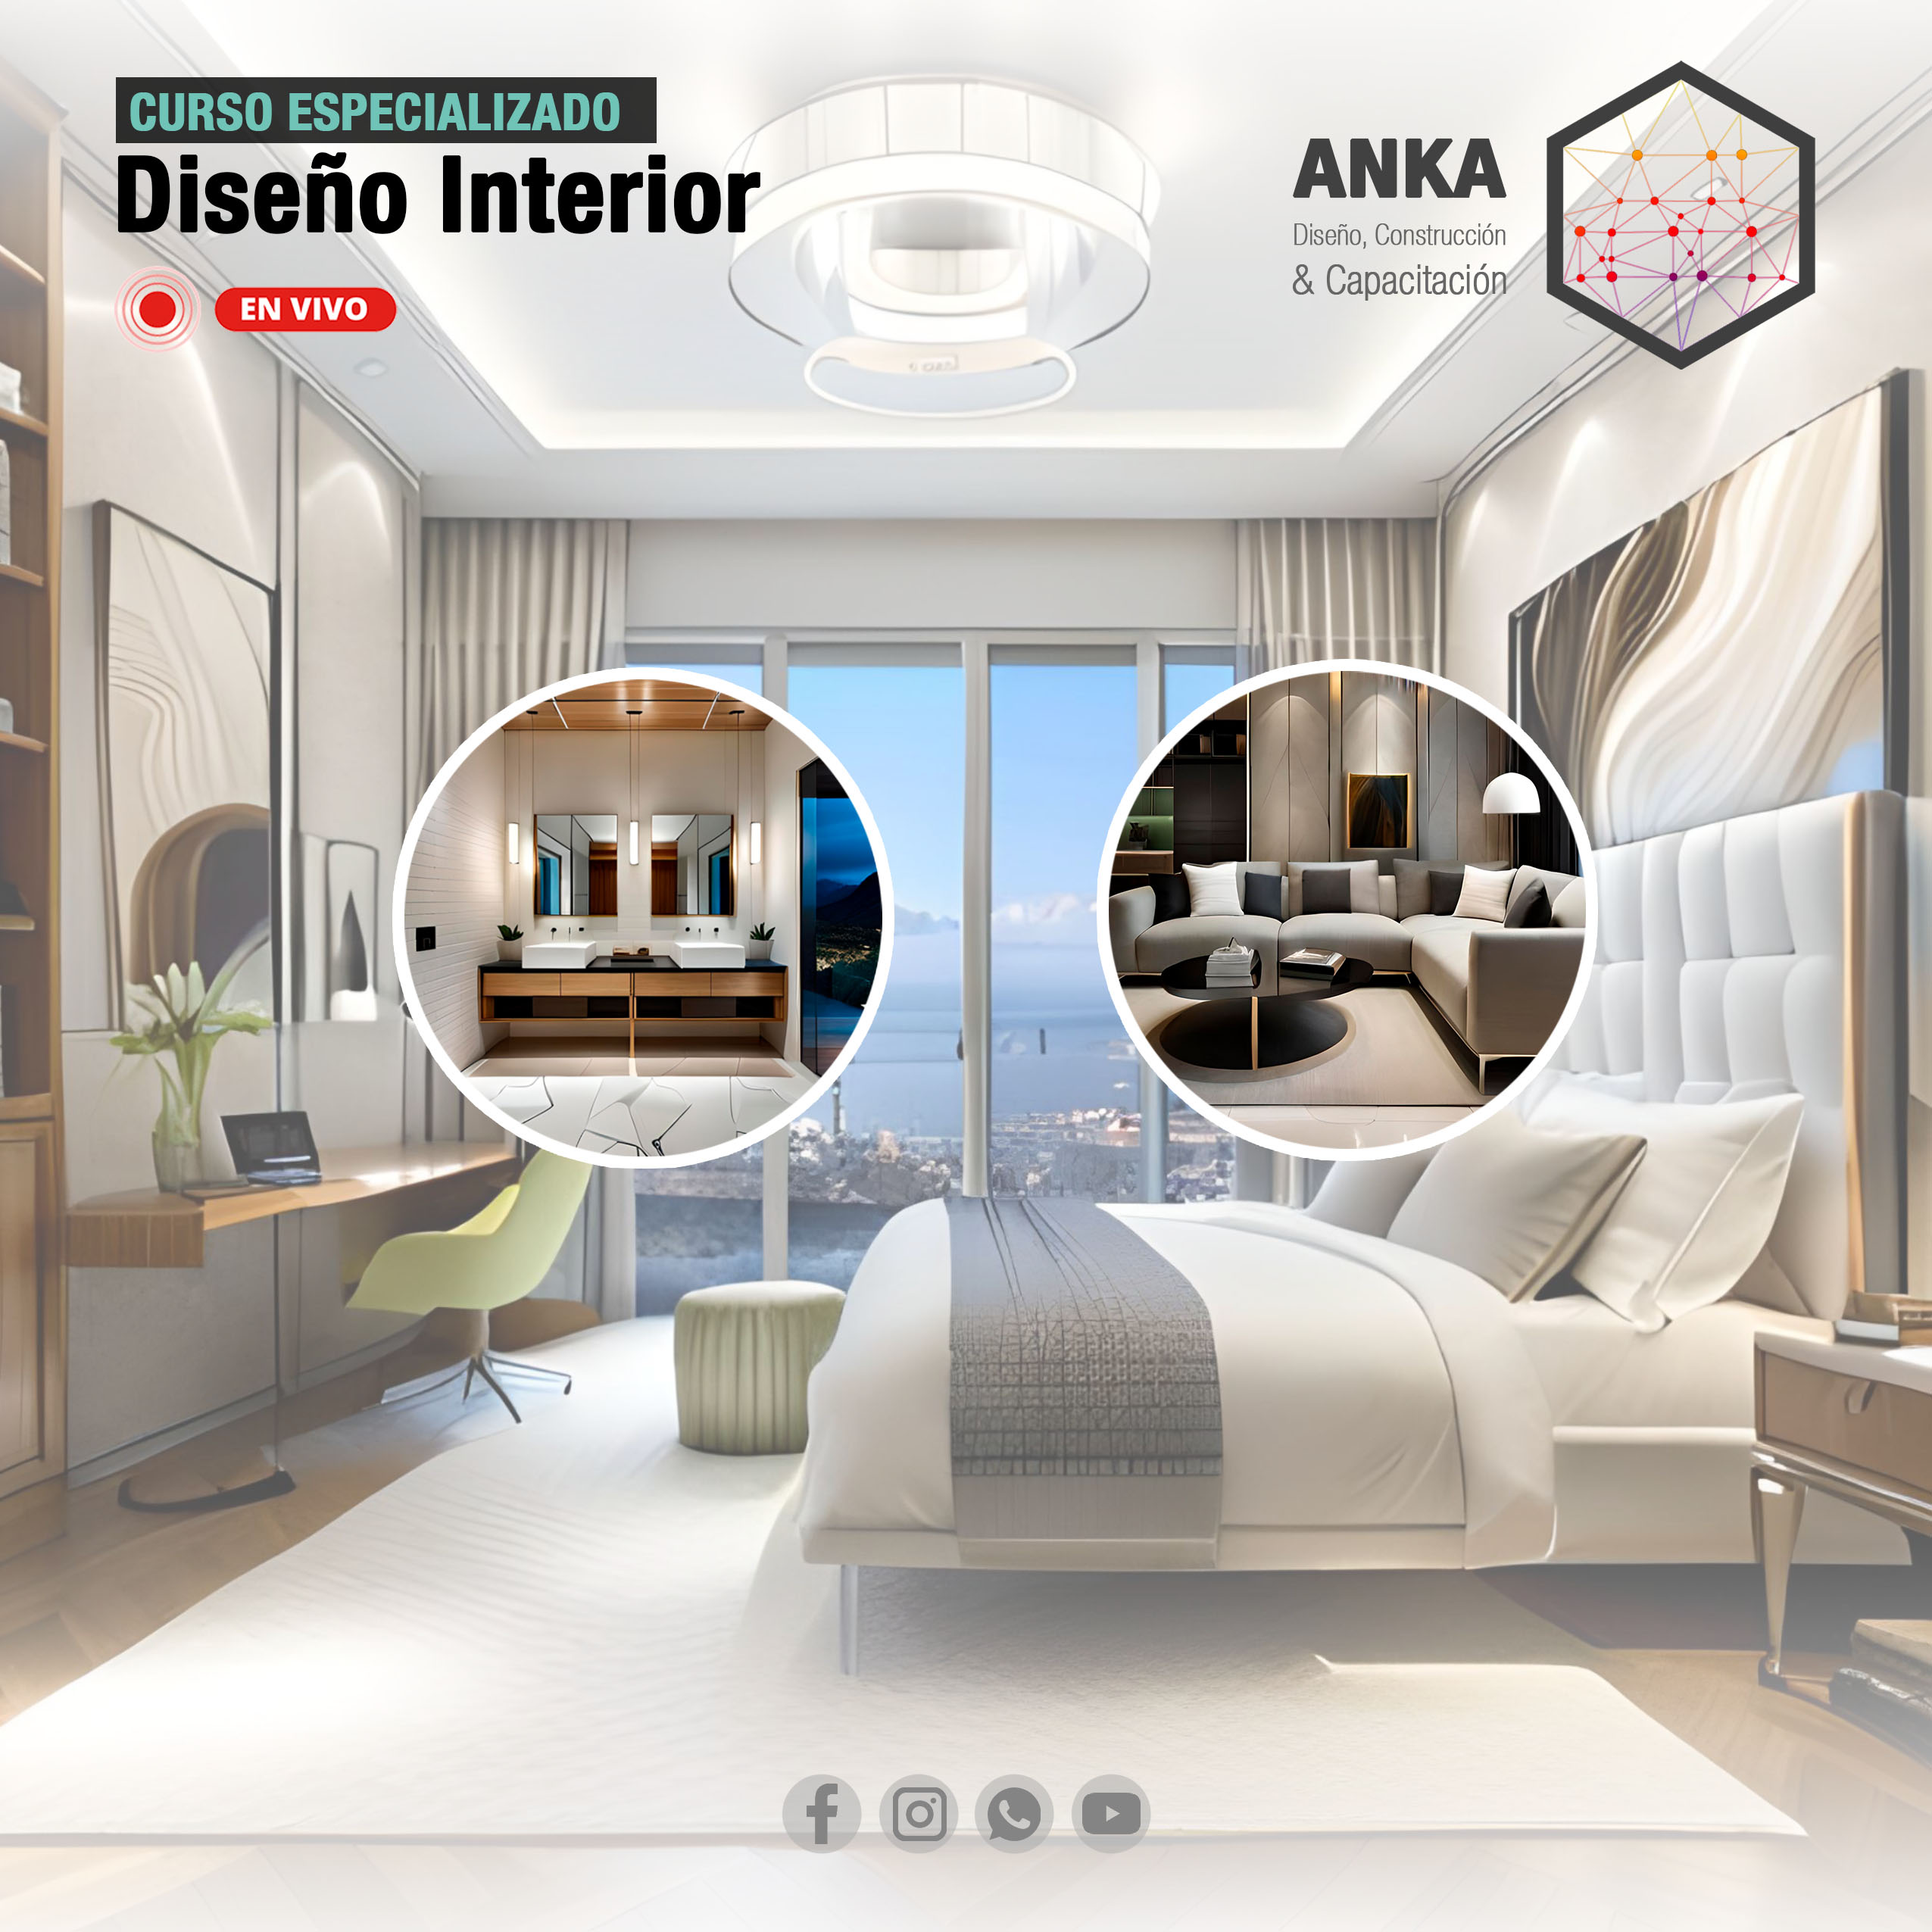 CURSO ESPECIALIZADO
Diseño Interior
EN VIVO
ANKA
Diseño, Construcción
& Capacitación